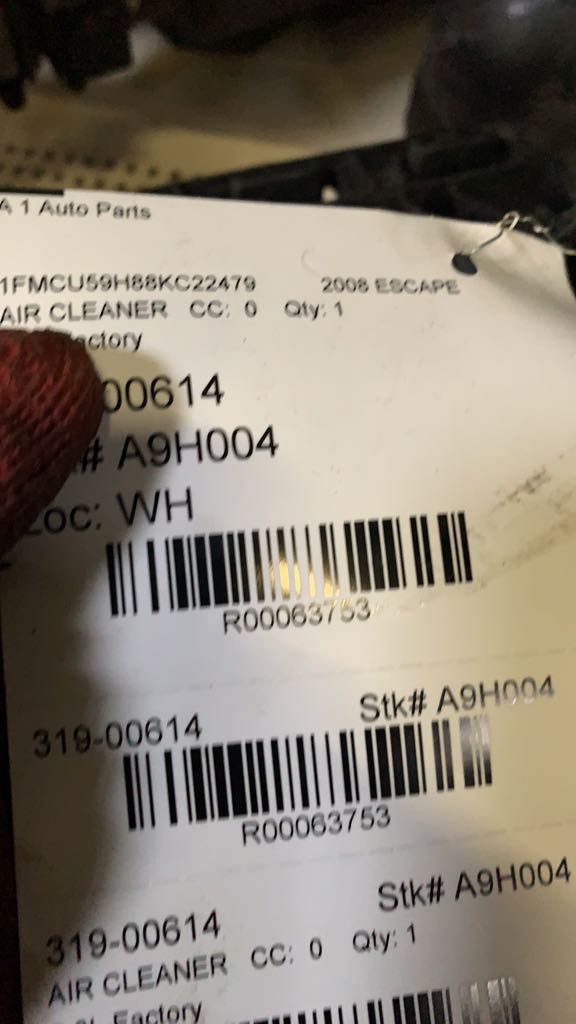 A 1 Auto Parts
1FMCU59H88KC22479 2008 ESCAPE
AIR CLEANER CC: 0 Qty: 1
Factory
00614
# A9H004
Loc: WH
R00063753
319-00614 Stk# A9H004
R00063753
319-00614 Stk# A9H004
AIR CLEANER CC: 0 Qty: 1
Factory